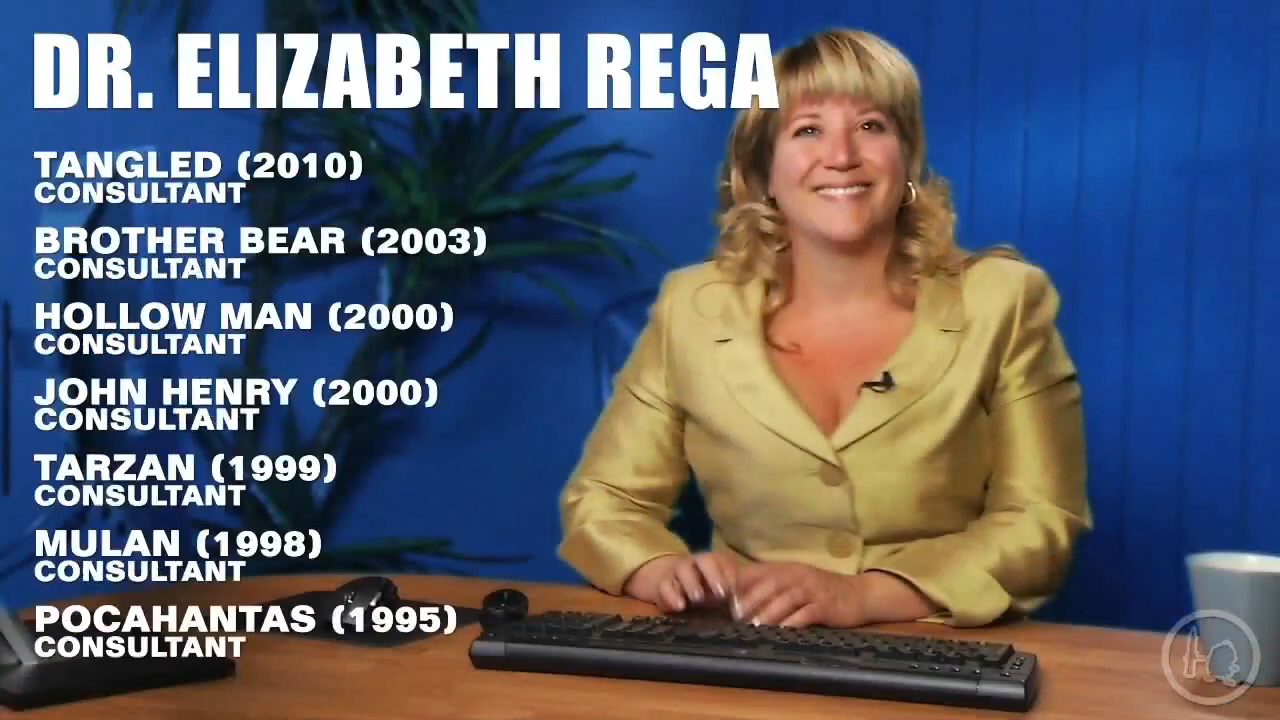 DR. ELIZABETH REGA
TANGLED (2010)
CONSULTANT
BROTHER BEAR (2003)
CONSULTANT
HOLLOW MAN (2000)
CONSULTANT
JOHN HENRY (2000)
CONSULTANT
TARZAN (1999)
CONSULTANT
MULAN (1998)
CONSULTANT
POCAHANTAS (1995)
CONSULTANT